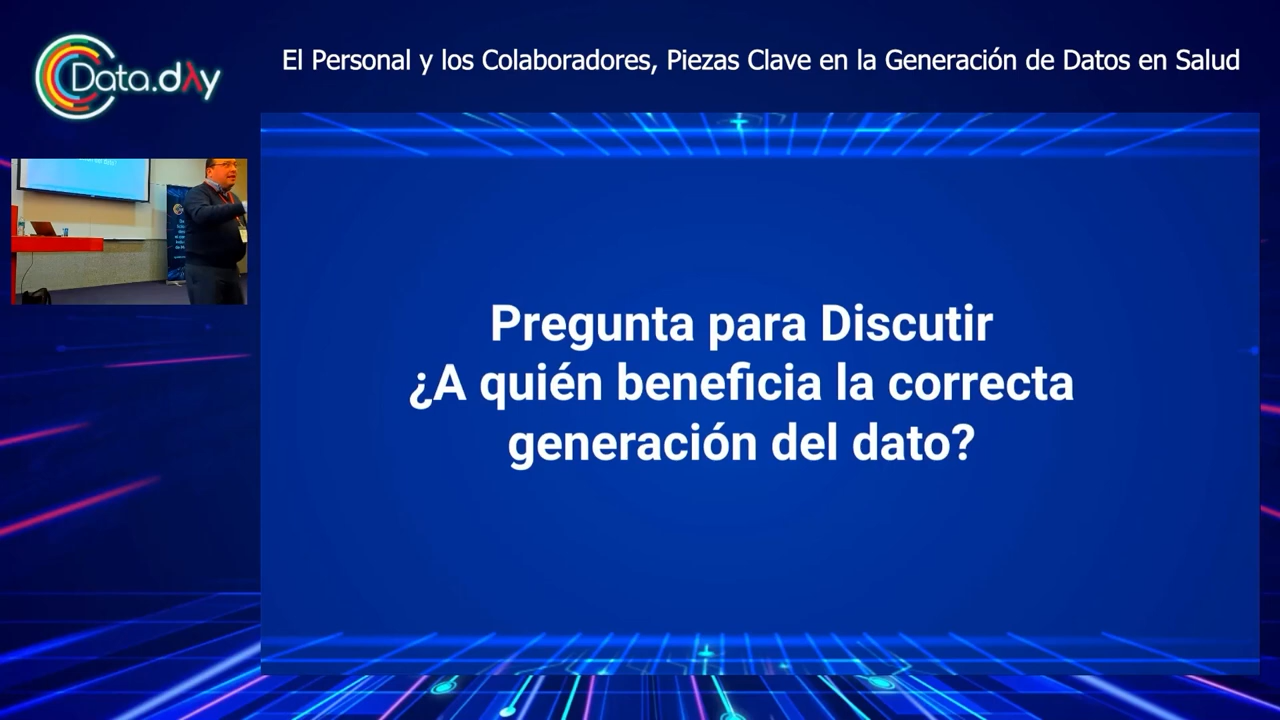 Data.dλy
El Personal y los Colaboradores, Piezas Clave en la Generación de Datos en Salud
Pregunta para Discutir
¿A quién beneficia la correcta
generación del dato?